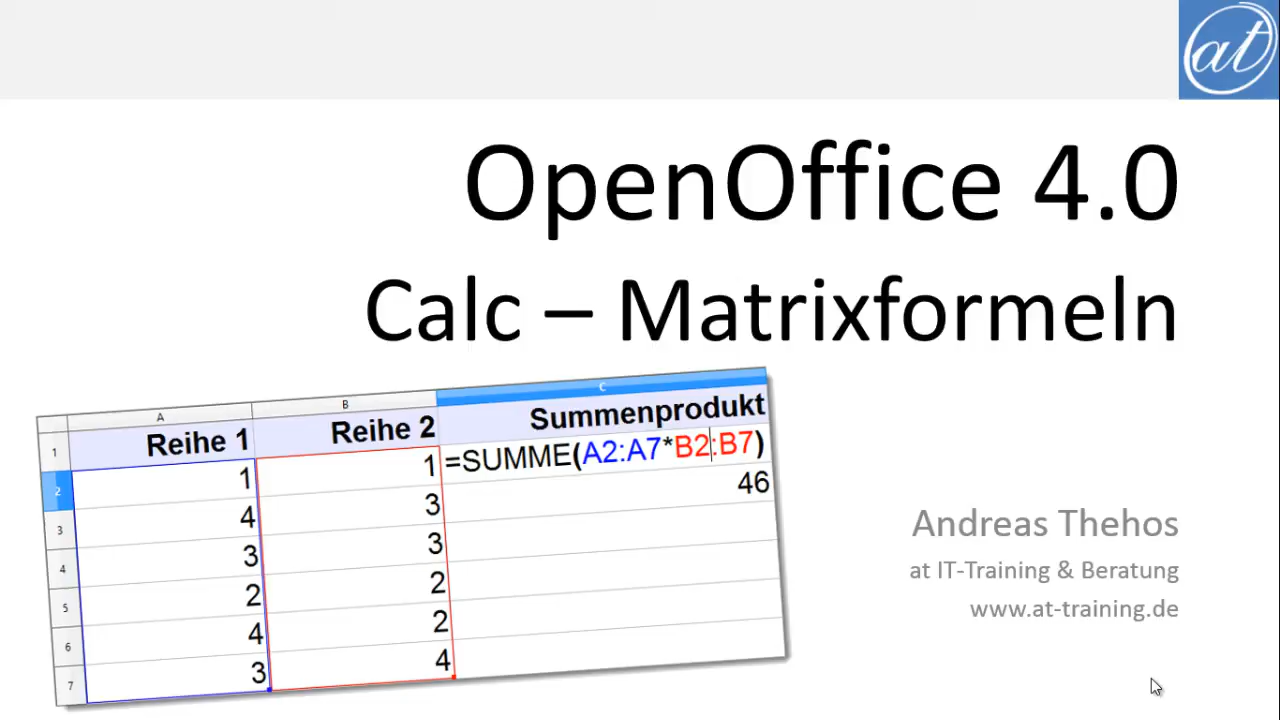 at
OpenOffice 4.0
Calc – Matrixformeln
A B C
1 Reihe 1 Reihe 2 Summenprodukt
2 1 1 =SUMME(A2:A7*B2:B7)
3 4 3 46
4 3 3
5 2 2
6 4 2
7 3 4
Andreas Thehos
at IT-Training & Beratung
www.at-training.de